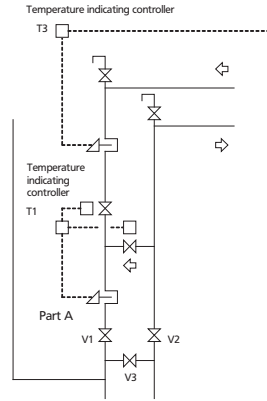 Temperature indicating controller
T3
Temperature
indicating
controller
T1
Part A
V1
V2
V3